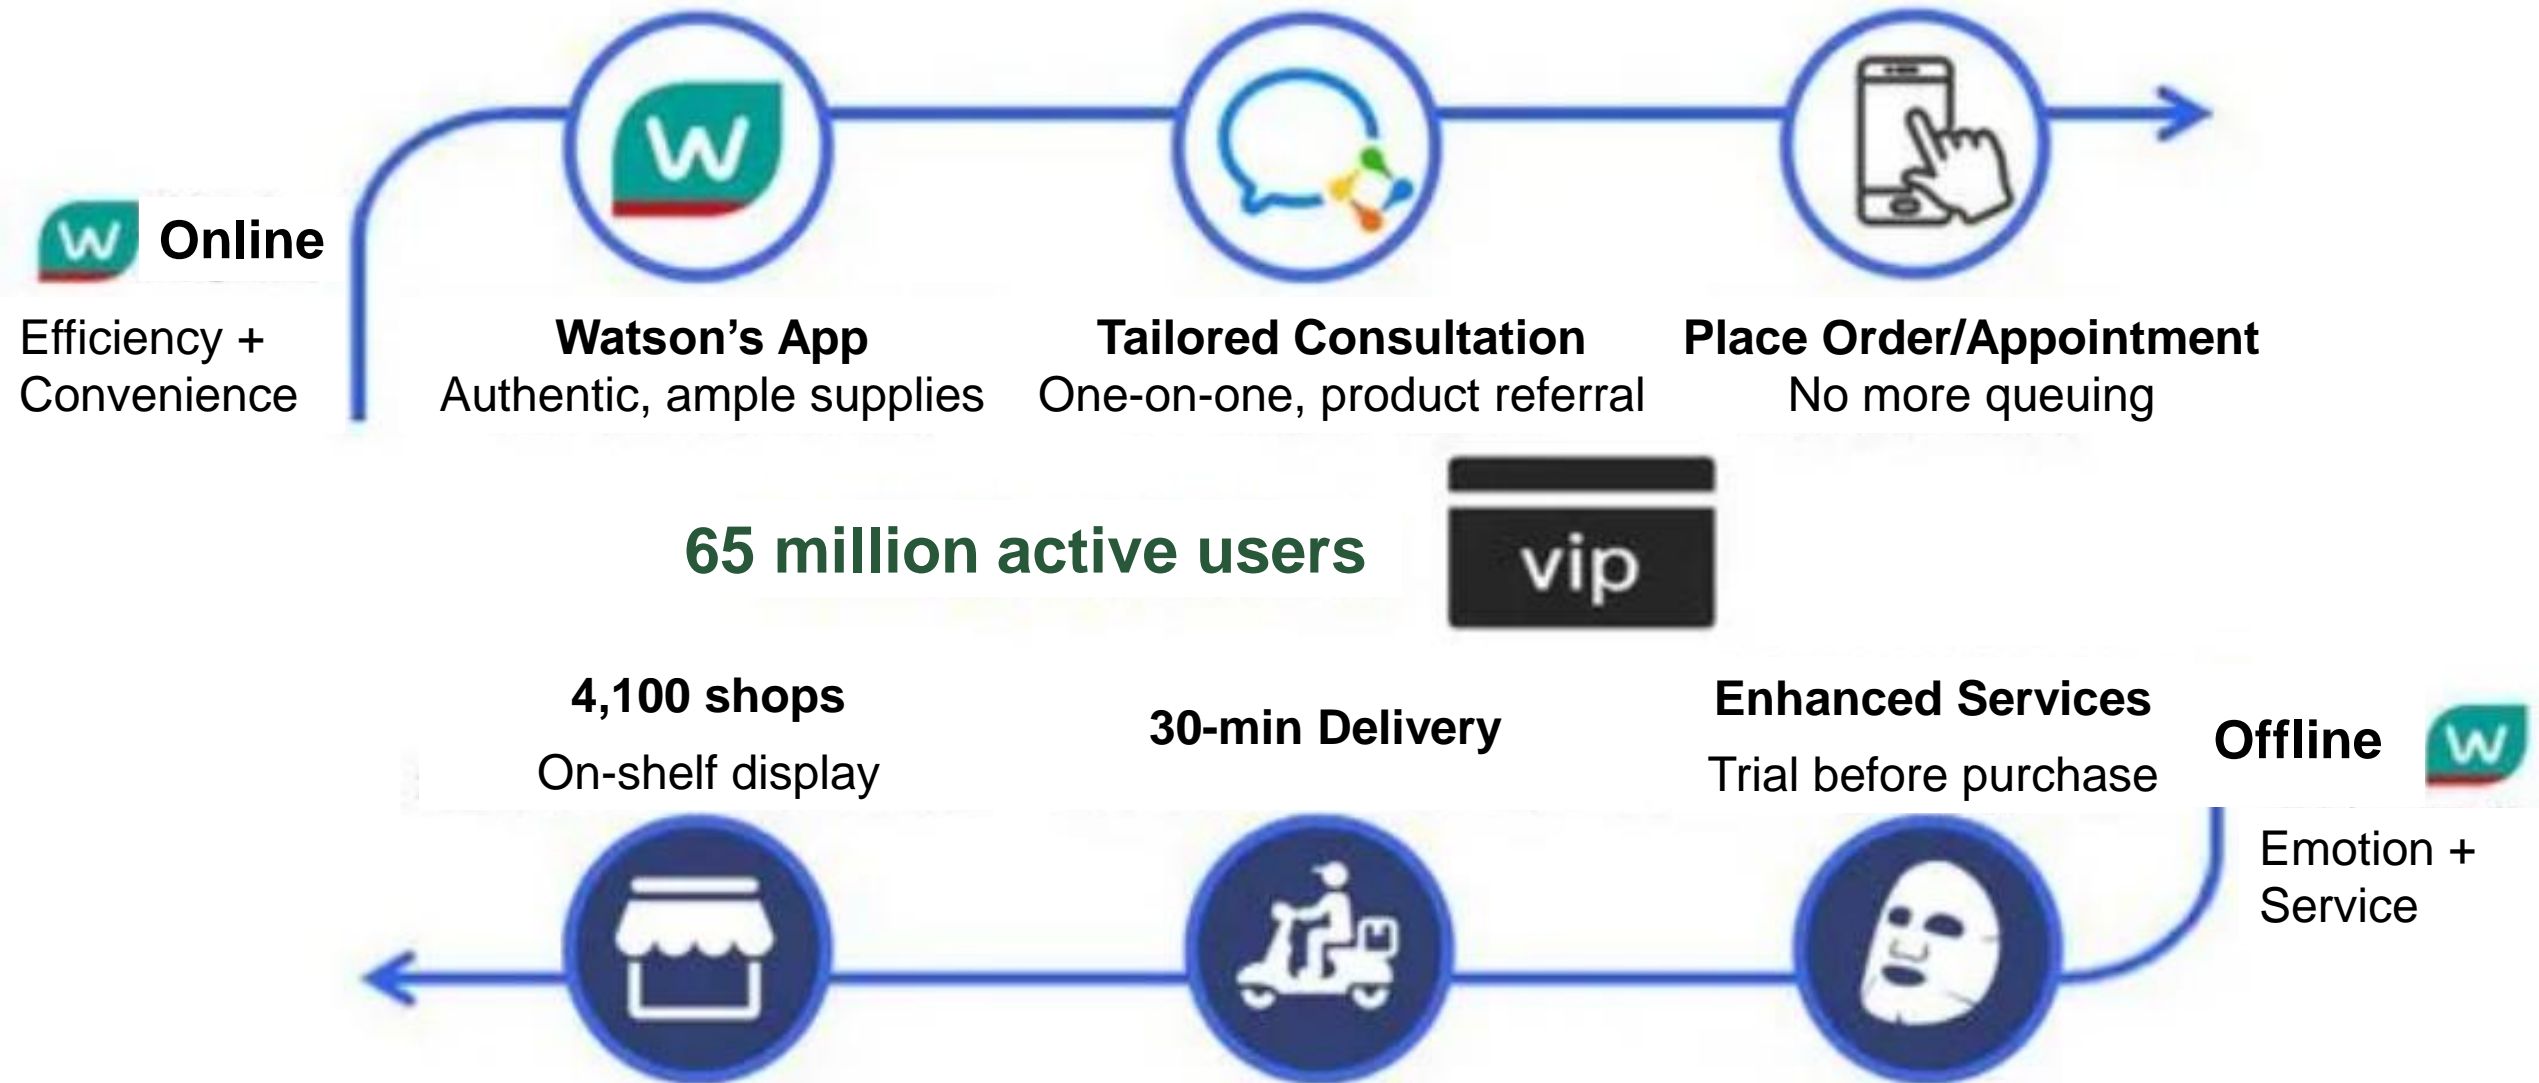 W Online
Efficiency +
Convenience
W
Watson’s App
Authentic, ample supplies
Tailored Consultation
One-on-one, product referral
Place Order/Appointment
No more queuing
65 million active users
vip
4,100 shops
On-shelf display
30-min Delivery
Enhanced Services
Trial before purchase
Offline W
Emotion +
Service